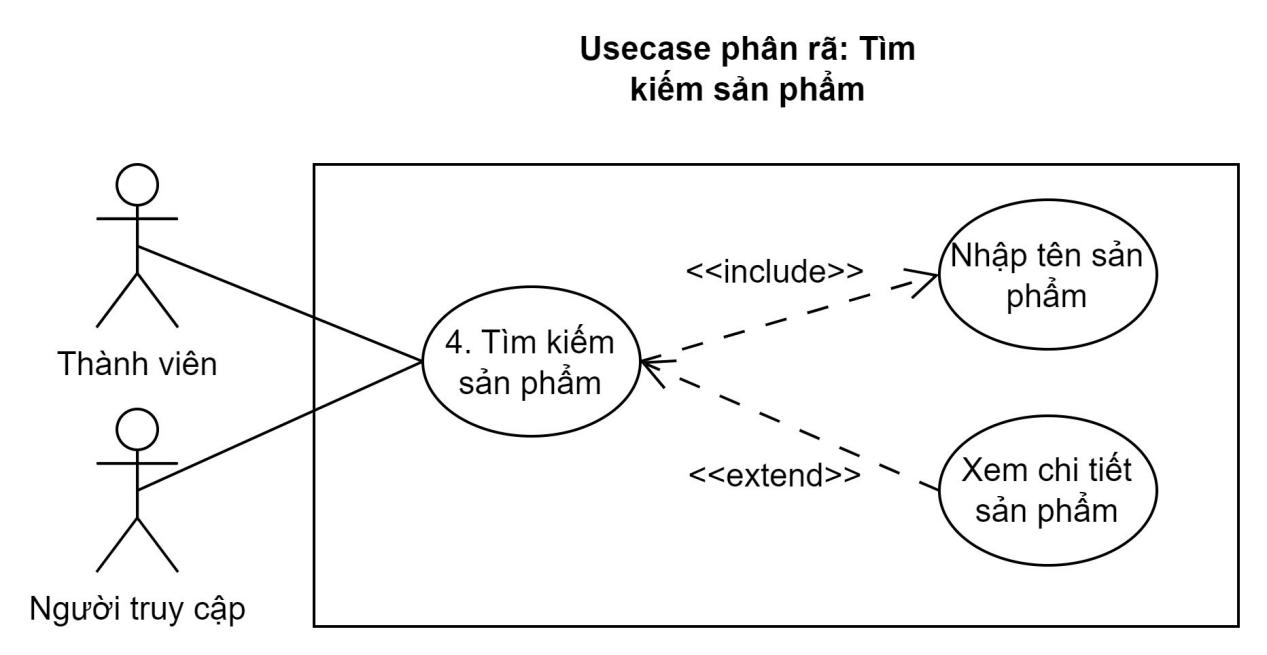 Usecase phân rã: Tìm
kiếm sản phẩm
<<include>>
Nhập tên sản
phẩm
4. Tìm kiếm
sản phẩm
Thành viên
<<extend>>
Xem chi tiết
sản phẩm
Người truy cập